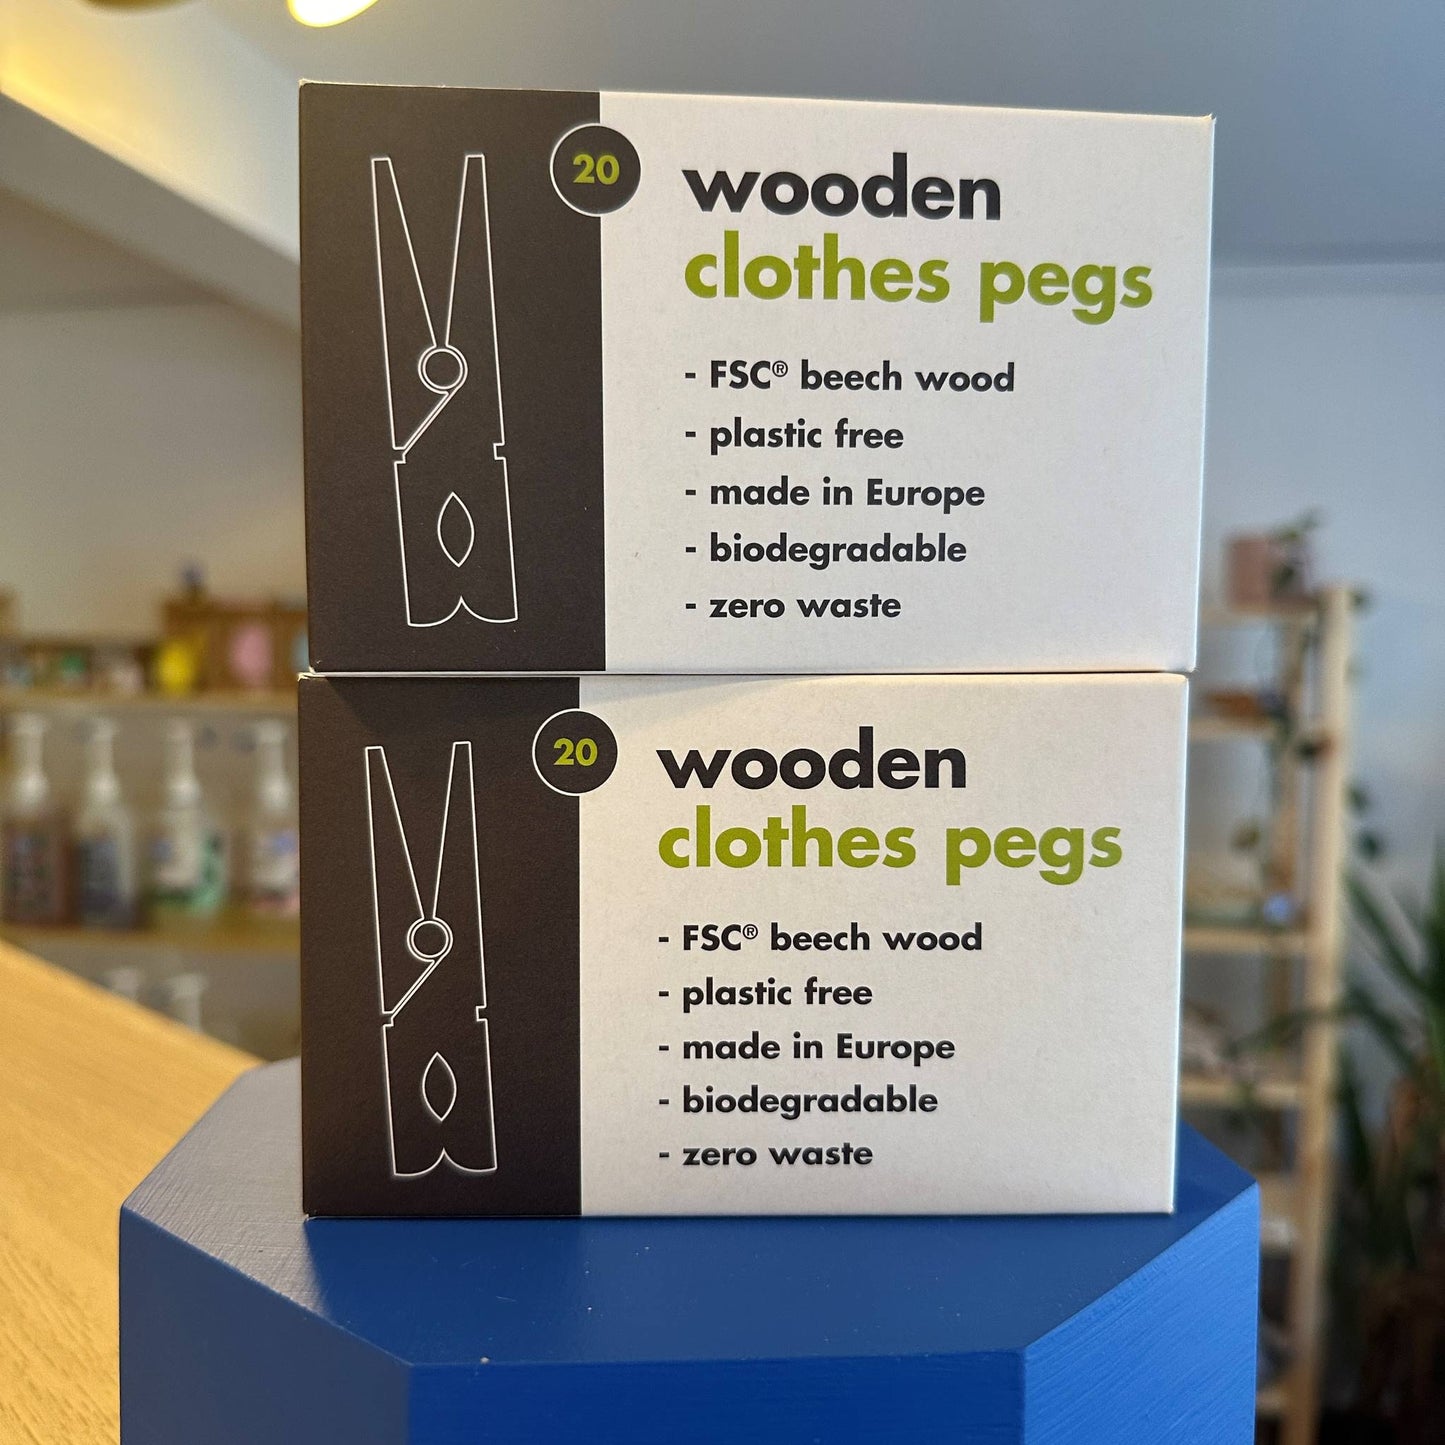 20
wooden
clothes pegs
- FSC® beech wood
- plastic free
- made in Europe
- biodegradable
- zero waste
20
wooden
clothes pegs
- FSC® beech wood
- plastic free
- made in Europe
- biodegradable
- zero waste